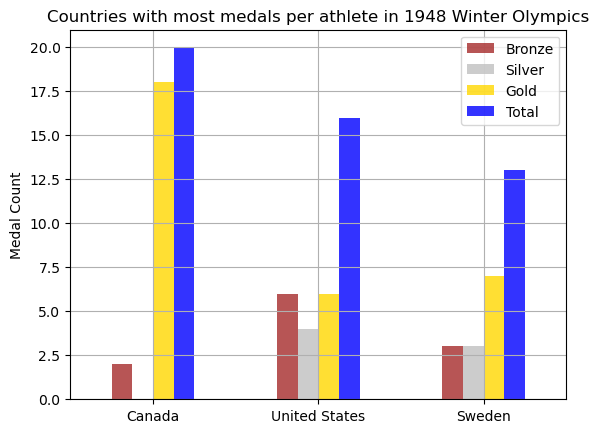 Countries with most medals per athlete in 1948 Winter Olympics
Bronze
Silver
Gold
Total
Medal Count
20.0
17.5
15.0
12.5
10.0
7.5
5.0
2.5
0.0
Canada
United States
Sweden